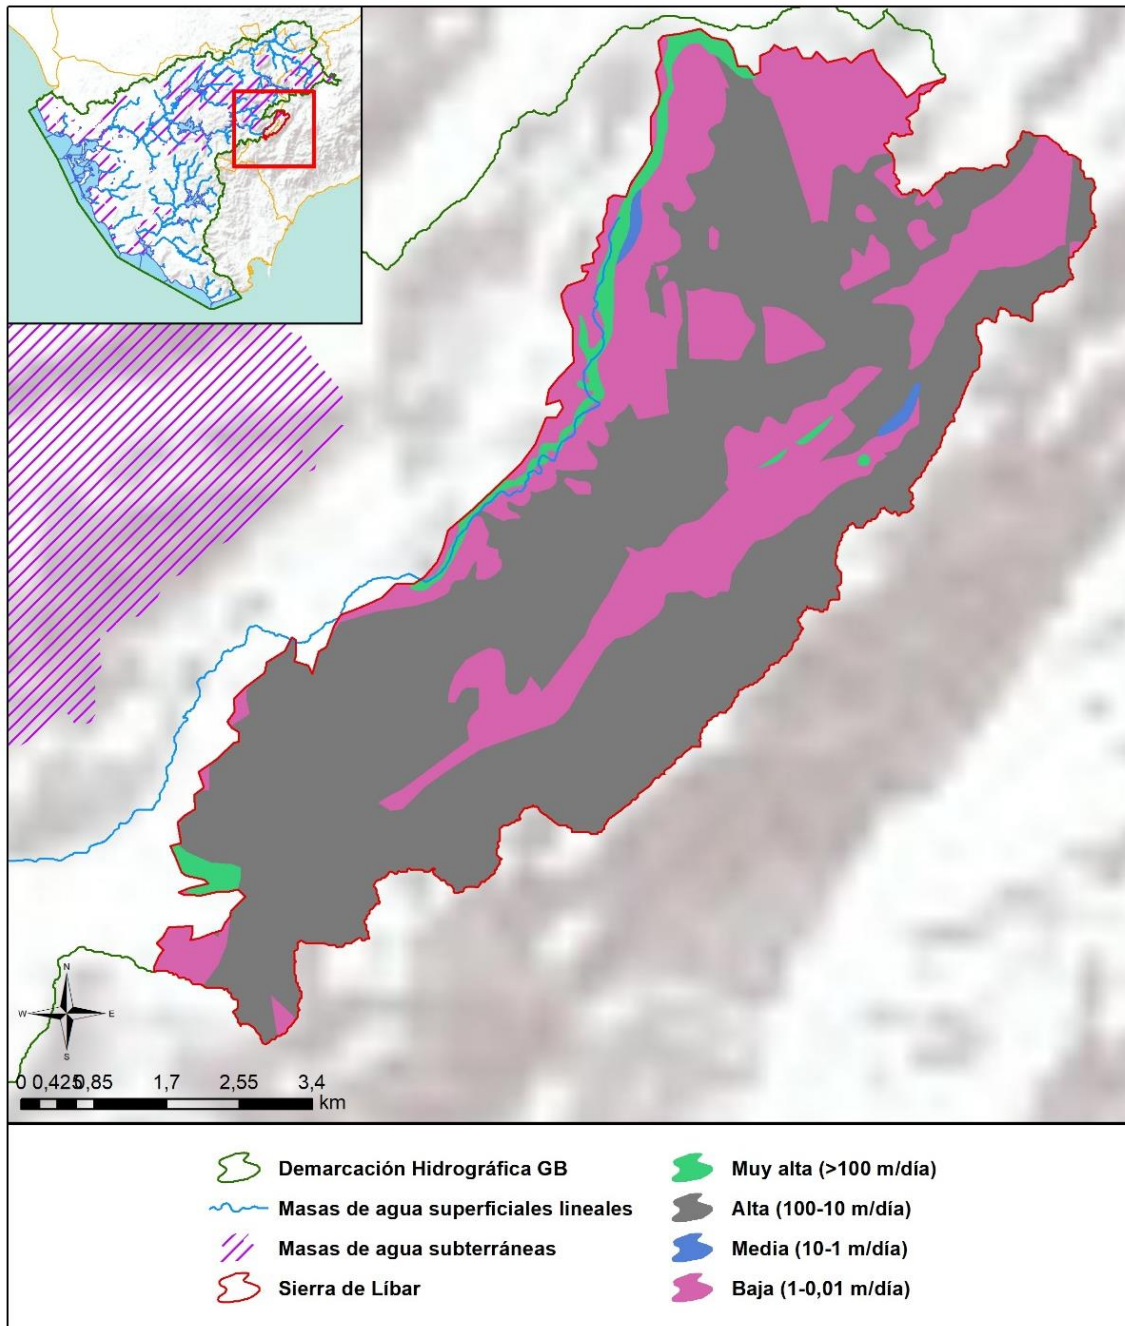 N
W E
S
0 0,425 0,85 1,7 2,55 3,4
km
Demarcación Hidrográfica GB
Masas de agua superficiales lineales
Masas de agua subterráneas
Sierra de Líbar
Muy alta (>100 m/día)
Alta (100-10 m/día)
Media (10-1 m/día)
Baja (1-0,01 m/día)